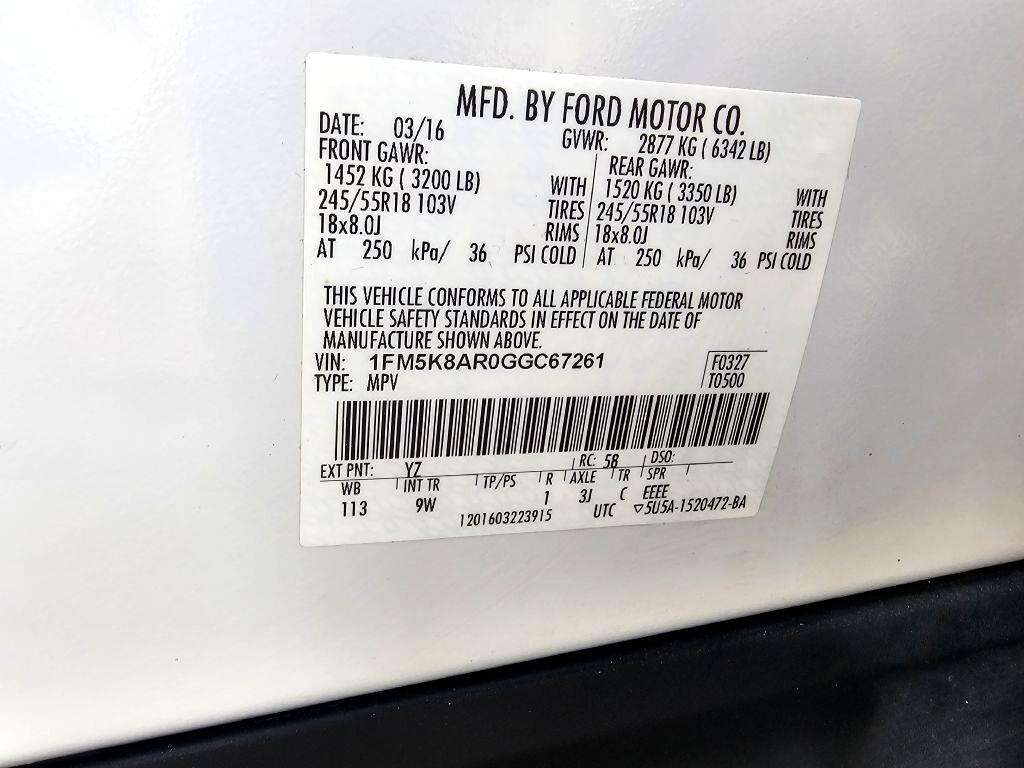 MFD. BY FORD MOTOR CO.
DATE: 03/16 GVWR: 2877 KG ( 6342 LB)
FRONT GAWR: REAR GAWR:
1452 KG ( 3200 LB) WITH 1520 KG ( 3350 LB) WITH
245/55R18 103V TIRES 245/55R18 103V TIRES
18x8.0J RIMS 18x8.0J RIMS
AT 250 kPa/ 36 PSI COLD AT 250 kPa/ 36 PSI COLD
THIS VEHICLE CONFORMS TO ALL APPLICABLE FEDERAL MOTOR
VEHICLE SAFETY STANDARDS IN EFFECT ON THE DATE OF
MANUFACTURE SHOWN ABOVE.
VIN: 1FM5K8AR0GGC67261 F0327
TYPE: MPV T0500
EXT PNT: YZ RC: 58 DSO:
WB INT TR TP/PS R AXLE TR SPR
113 9W 1 3J C EEEE
1201603223915 UTC ▽5U5A-1520472-BA